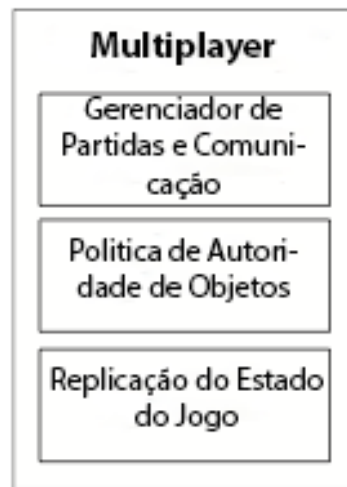 Multiplayer
Gerenciador de
Partidas e Comuni-
cação
Politica de Autori-
dade de Objetos
Replicação do Estado
do Jogo